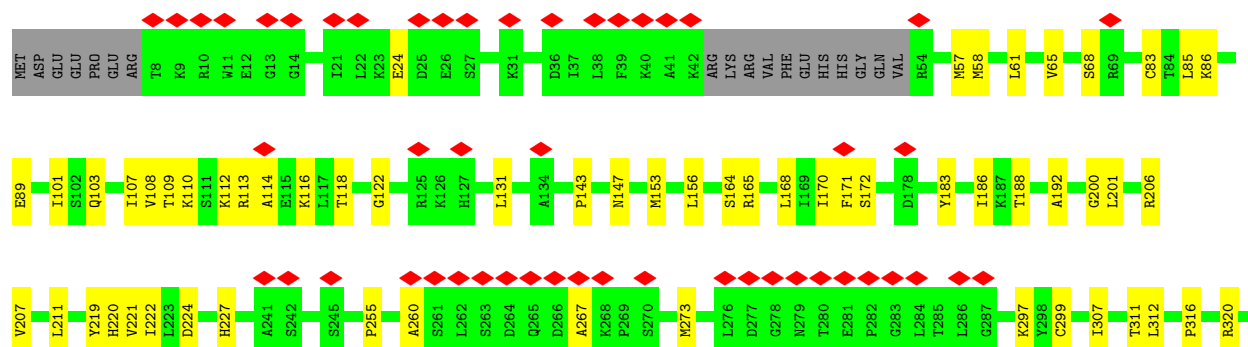 MET ASP GLU GLU PRO GLU ARG T8 K9 R10 W11 E12 G13 G14 I21 L22 K23 E24 D25 E26 S27 K31 D36 I37 L38 F39 K40 A41 K42 ARG LYS ARG VAL PHE GLU HIS HIS GLY GLN VAL R54 M57 M58 L61 V65 S68 R69 C83 T84 L85 K86
E89 I101 S102 Q103 I107 V108 T109 K110 S111 K112 R113 A114 E115 K116 L117 T118 G122 R125 K126 H127 L131 A134 P143 N147 M153 L156 S164 R165 L168 I169 I170 F171 S172 D178 Y183 I186 K187 T188 A192 G200 L201 R206
V207 L211 Y219 H220 V221 I222 L223 D224 H227 A241 S242 S245 P255 A260 S261 L262 S263 D264 Q265 D266 A267 K268 P269 S270 M273 L276 D277 G278 N279 T280 E281 P282 G283 L284 T285 L286 G287 K297 Y298 C299 I307 T311 L312 P316 R320